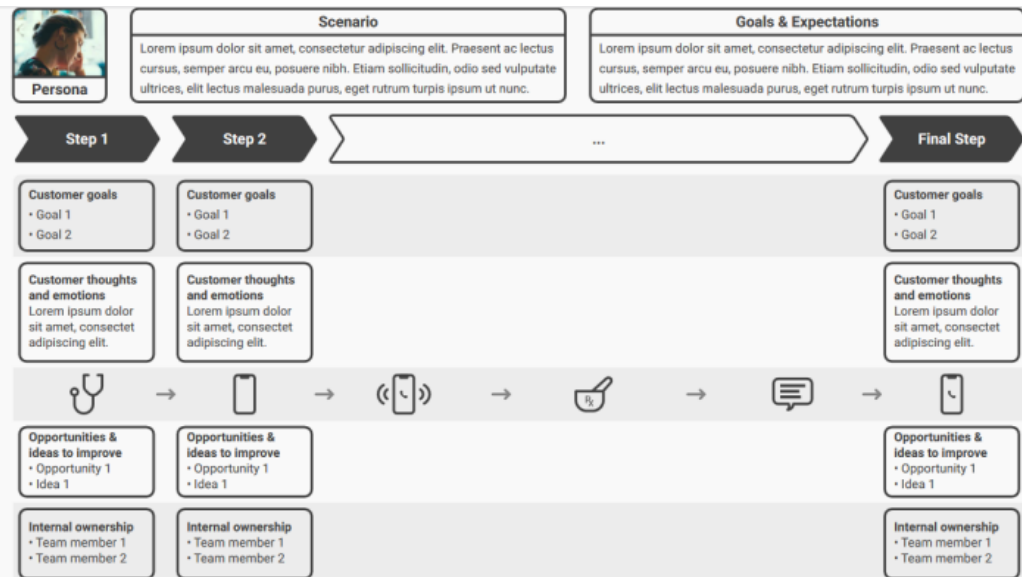 Persona
Scenario
Lorem ipsum dolor sit amet, consectetur adipiscing elit. Praesent ac lectus
cursus, semper arcu eu, posuere nibh. Etiam sollicitudin, odio sed vulputate
ultrices, elit lectus malesuada purus, eget rutrum turpis ipsum ut nunc.
Goals & Expectations
Lorem ipsum dolor sit amet, consectetur adipiscing elit. Praesent ac lectus
cursus, semper arcu eu, posuere nibh. Etiam sollicitudin, odio sed vulputate
ultrices, elit lectus malesuada purus, eget rutrum turpis ipsum ut nunc.
Step 1
Step 2
...
Final Step
Customer goals
• Goal 1
• Goal 2
Customer goals
• Goal 1
• Goal 2
Customer goals
• Goal 1
• Goal 2
Customer thoughts
and emotions
Lorem ipsum dolor
sit amet, consectet
adipiscing elit.
Customer thoughts
and emotions
Lorem ipsum dolor
sit amet, consectet
adipiscing elit.
Customer thoughts
and emotions
Lorem ipsum dolor
sit amet, consectet
adipiscing elit.
Rx
Opportunities &
ideas to improve
• Opportunity 1
• Idea 1
Opportunities &
ideas to improve
• Opportunity 1
• Idea 1
Opportunities &
ideas to improve
• Opportunity 1
• Idea 1
Internal ownership
• Team member 1
• Team member 2
Internal ownership
• Team member 1
• Team member 2
Internal ownership
• Team member 1
• Team member 2